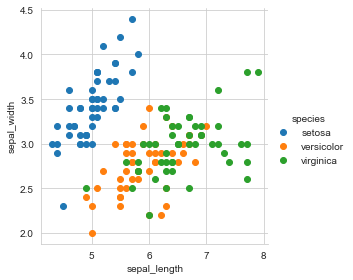 4.5
4.0
3.5
3.0
2.5
2.0
sepal_width
5
6
7
8
sepal_length
species
setosa
versicolor
virginica